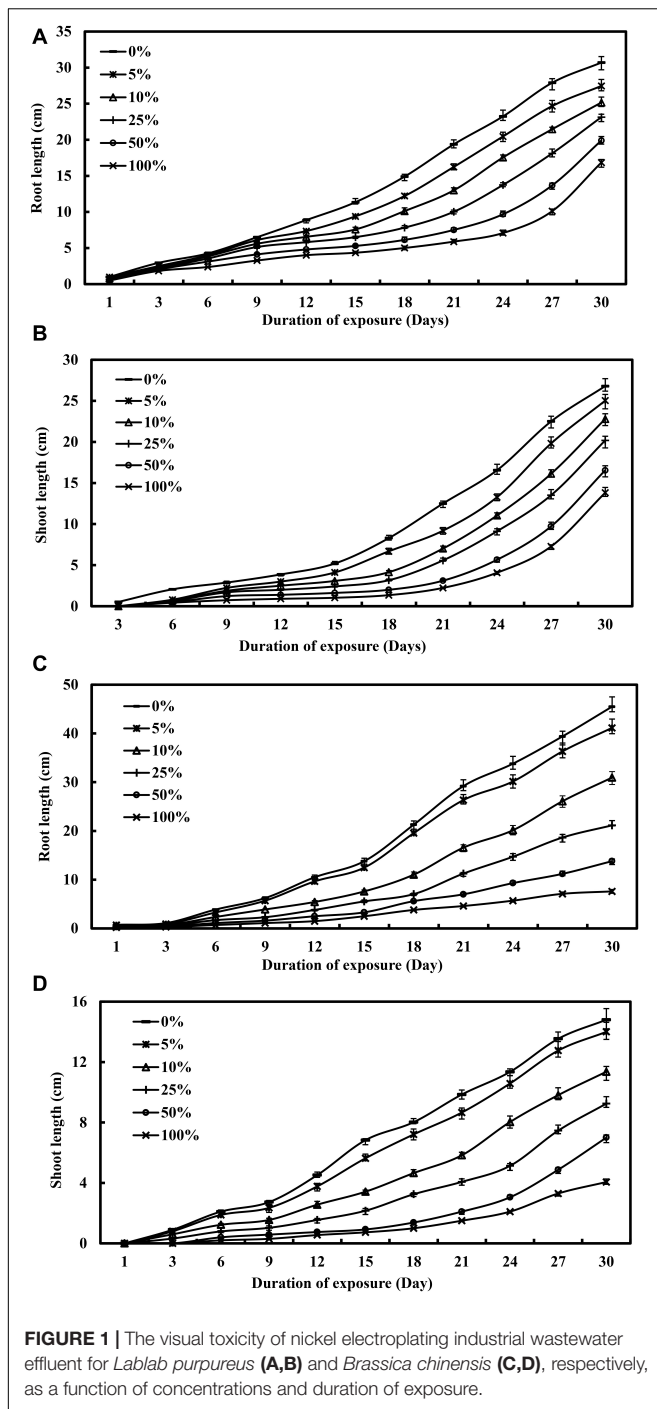 A
0%
5%
10%
25%
50%
100%
Root length (cm)
35
30
25
20
15
10
5
0
1 3 6 9 12 15 18 21 24 27 30
Duration of exposure (Days)
B
0%
5%
10%
25%
50%
100%
Shoot length (cm)
30
25
20
15
10
5
0
3 6 9 12 15 18 21 24 27 30
Duration of exposure (Days)
C
0%
5%
10%
25%
50%
100%
Root length (cm)
50
40
30
20
10
0
1 3 6 9 12 15 18 21 24 27 30
Duration of exposure (Day)
D
0%
5%
10%
25%
50%
100%
Shoot length (cm)
16
12
8
4
0
1 3 6 9 12 15 18 21 24 27 30
Duration of exposure (Day)
FIGURE 1 | The visual toxicity of nickel electroplating industrial wastewater
effluent for Lablab purpureus (A,B) and Brassica chinensis (C,D), respectively,
as a function of concentrations and duration of exposure.